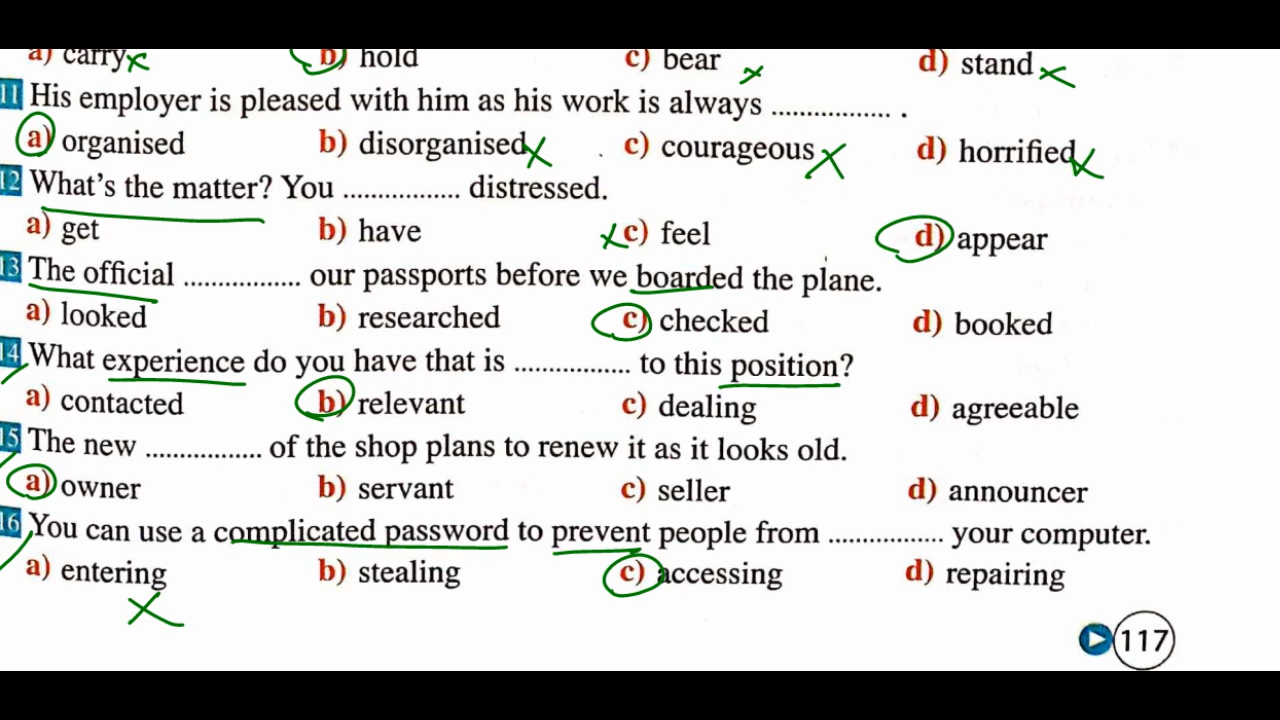 a) carry b) hold c) bear d) stand
11 His employer is pleased with him as his work is always ................. .
a) organised b) disorganised c) courageous d) horrified
12 What's the matter? You ................. distressed.
a) get b) have c) feel d) appear
13 The official ................. our passports before we boarded the plane.
a) looked b) researched c) checked d) booked
14 What experience do you have that is ................. to this position?
a) contacted b) relevant c) dealing d) agreeable
15 The new ................. of the shop plans to renew it as it looks old.
a) owner b) servant c) seller d) announcer
16 You can use a complicated password to prevent people from ................. your computer.
a) entering b) stealing c) accessing d) repairing
117